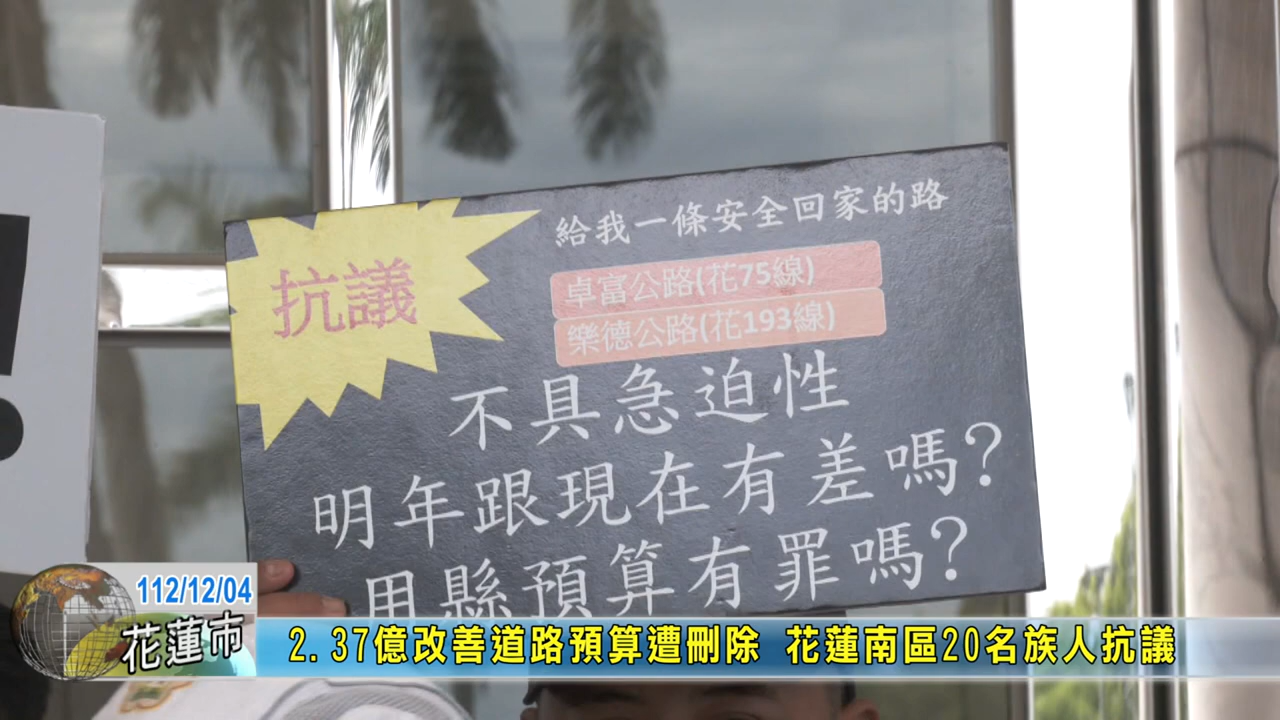 抗議
給我一條安全回家的路
卓富公路(花75線)
樂德公路(花193線)
不具急迫性
明年跟現在有差嗎?
用縣預算有罪嗎?
!
112/12/04
花蓮市
2.37億改善道路預算遭刪除 花蓮南區20名族人抗議